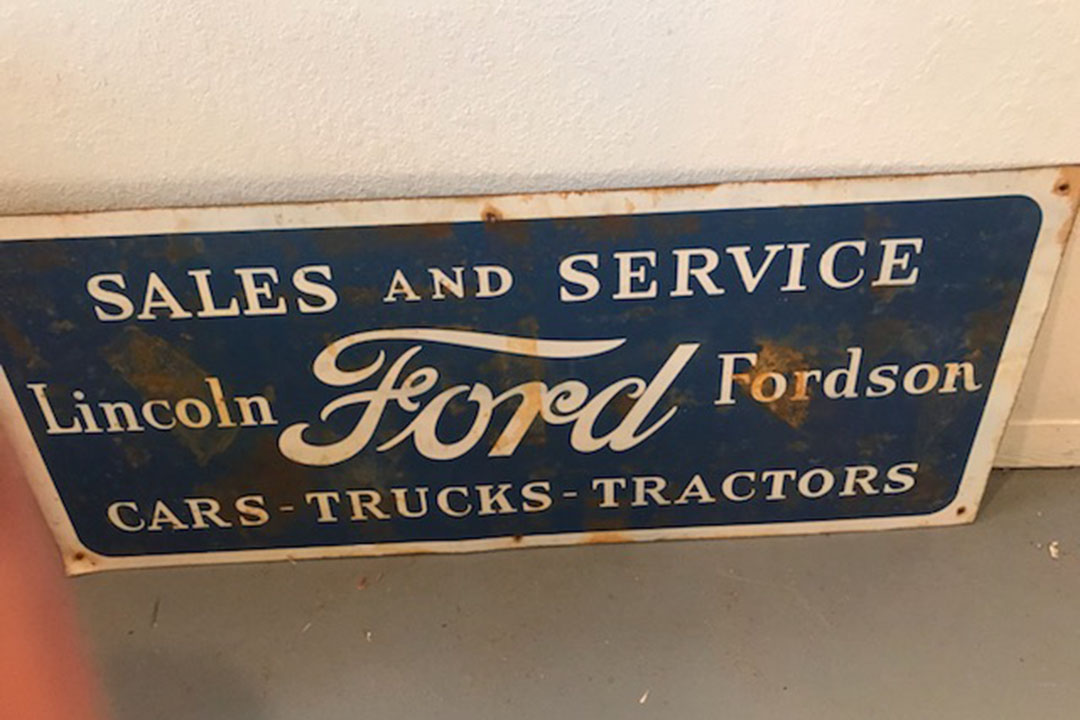 SALES AND SERVICE
Lincoln Ford Fordson
CARS - TRUCKS - TRACTORS